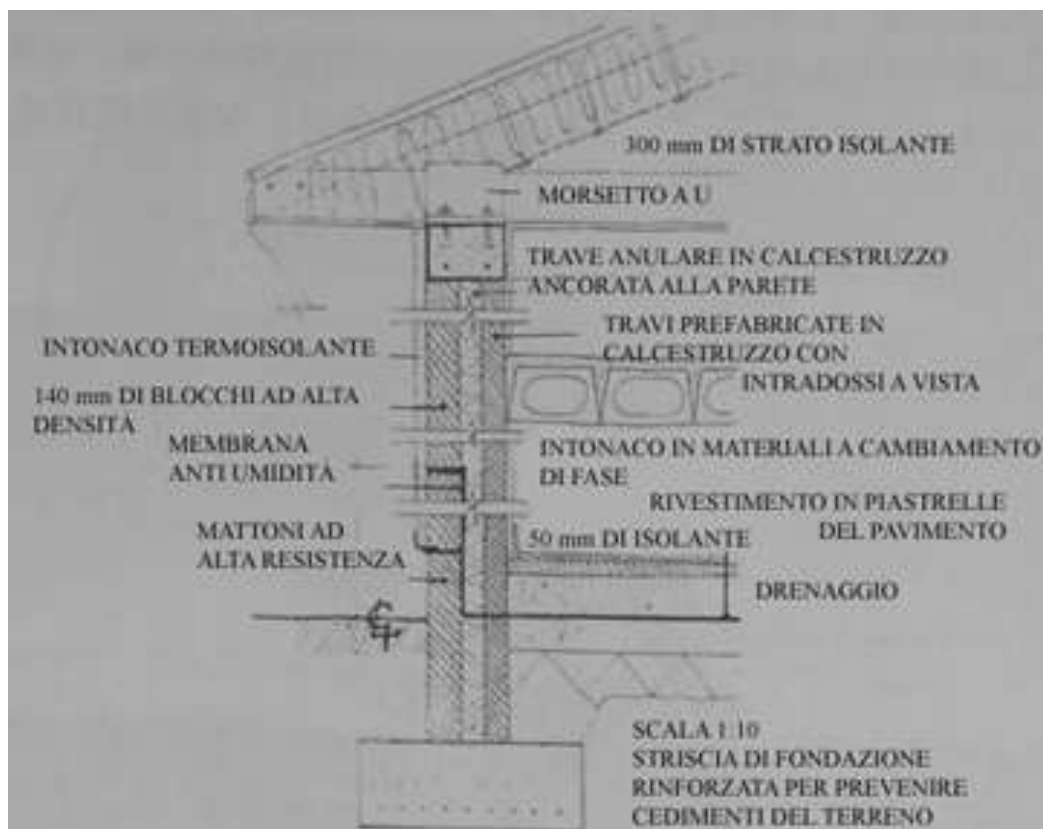 300 mm DI STRATO ISOLANTE
MORSETTO A U
TRAVE ANULARE IN CALCESTRUZZO
ANCORATA ALLA PARETE
TRAVI PREFABRICATE IN
CALCESTRUZZO CON
INTRADOSSI A VISTA
INTONACO TERMOISOLANTE
140 mm DI BLOCCHI AD ALTA
DENSITÀ
MEMBRANA
ANTI UMIDITÀ
INTONACO IN MATERIALI A CAMBIAMENTO
DI FASE
RIVESTIMENTO IN PIASTRELLE
DEL PAVIMENTO
MATTONI AD
ALTA RESISTENZA
50 mm DI ISOLANTE
DRENAGGIO
SCALA 1:10
STRISCIA DI FONDAZIONE
RINFORZATA PER PREVENIRE
CEDIMENTI DEL TERRENO